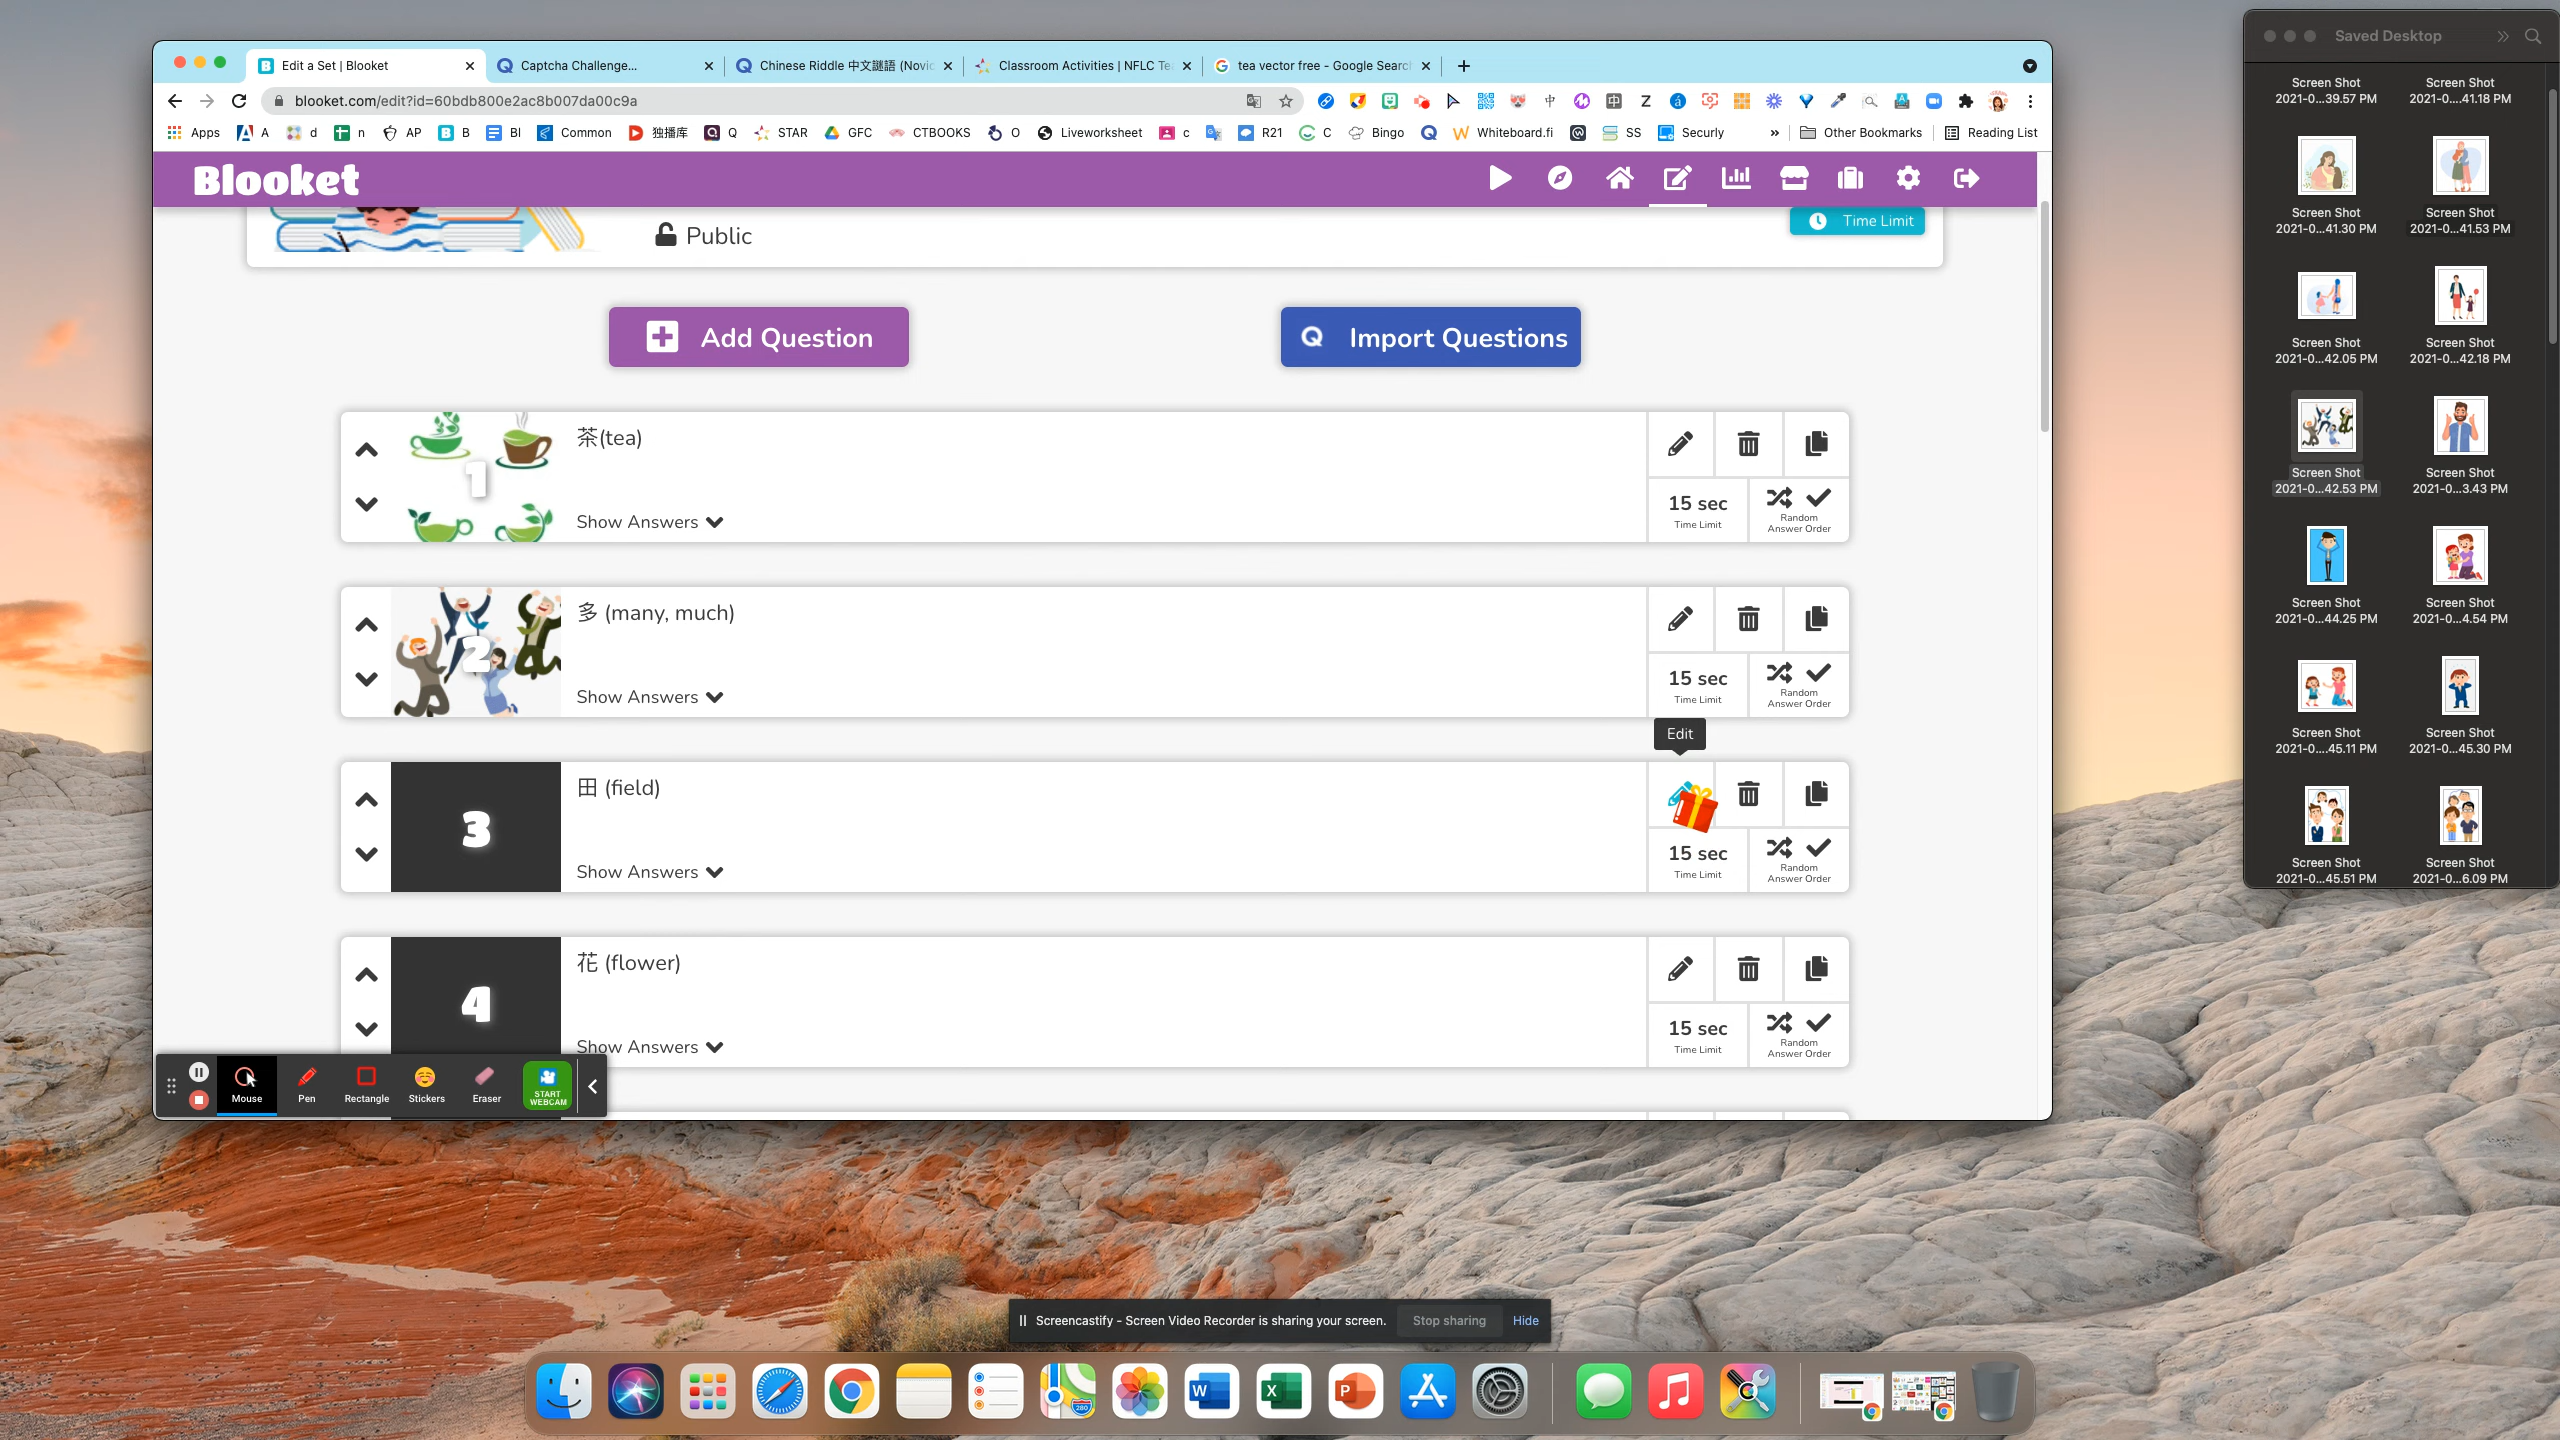 Edit a Set | Blooket
Captcha Challenge...
Chinese Riddle 中文謎語 (Novic
Classroom Activities | NFLC Te
tea vector free - Google Search
blooket.com/edit?id=60bdb800e2ac8b007da00c9a
Apps A d n AP B BI Common 独播库 Q STAR GFC CTBOOKS O Liveworksheet c R21 C Bingo Whiteboard.fi SS Securly » Other Bookmarks Reading List
Blooket
Public
Time Limit
Add Question
Import Questions
1
茶(tea)
Show Answers
15 sec
Time Limit
Random
Answer Order
2
多 (many, much)
Show Answers
15 sec
Time Limit
Random
Answer Order
Edit
3
田 (field)
Show Answers
15 sec
Time Limit
Random
Answer Order
4
花 (flower)
Show Answers
15 sec
Time Limit
Random
Answer Order
Mouse Pen Rectangle Stickers Eraser
START
WEBCAM
Screencastify - Screen Video Recorder is sharing your screen. Stop sharing Hide
Saved Desktop
Screen Shot
2021-0...39.57 PM
Screen Shot
2021-0....41.18 PM
Screen Shot
2021-0...41.30 PM
Screen Shot
2021-0...41.53 PM
Screen Shot
2021-0...42.05 PM
Screen Shot
2021-0...42.18 PM
Screen Shot
2021-0...42.53 PM
Screen Shot
2021-0...3.43 PM
Screen Shot
2021-0...44.25 PM
Screen Shot
2021-0...4.54 PM
Screen Shot
2021-0....45.11 PM
Screen Shot
2021-0...45.30 PM
Screen Shot
2021-0...45.51 PM
Screen Shot
2021-0...6.09 PM